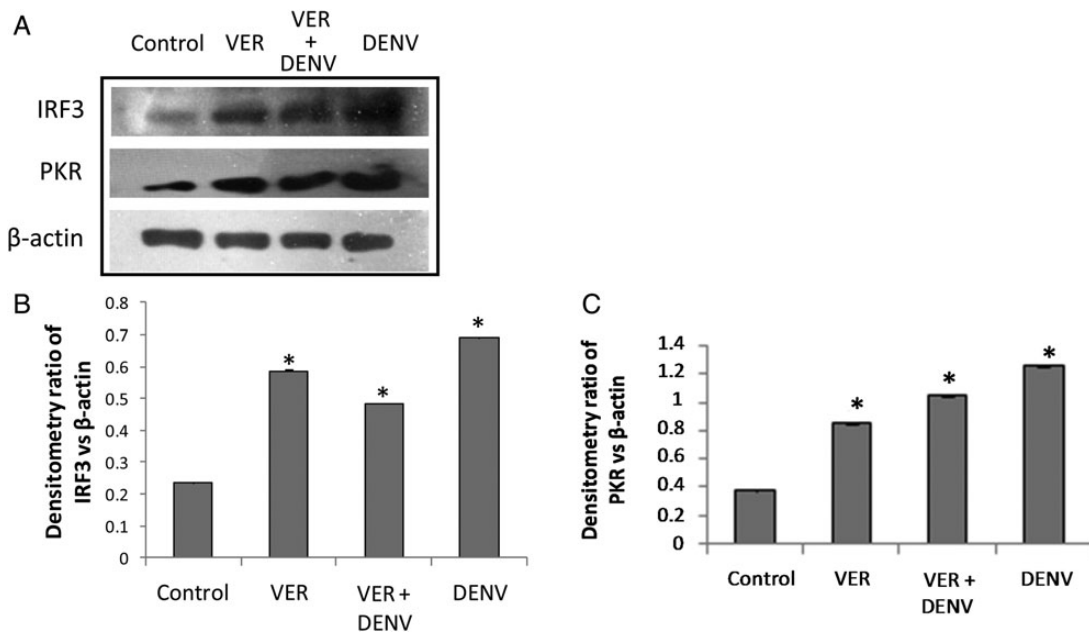 A
Control VER VER + DENV DENV
IRF3
PKR
β-actin
B
Densitometry ratio of
IRF3 vs β-actin
0.8
0.7
0.6
0.5
0.4
0.3
0.2
0.1
0
*
*
*
Control VER VER + DENV DENV
C
Densitometry ratio of
PKR vs β-actin
1.4
1.2
1
0.8
0.6
0.4
0.2
0
*
*
*
Control VER VER + DENV DENV